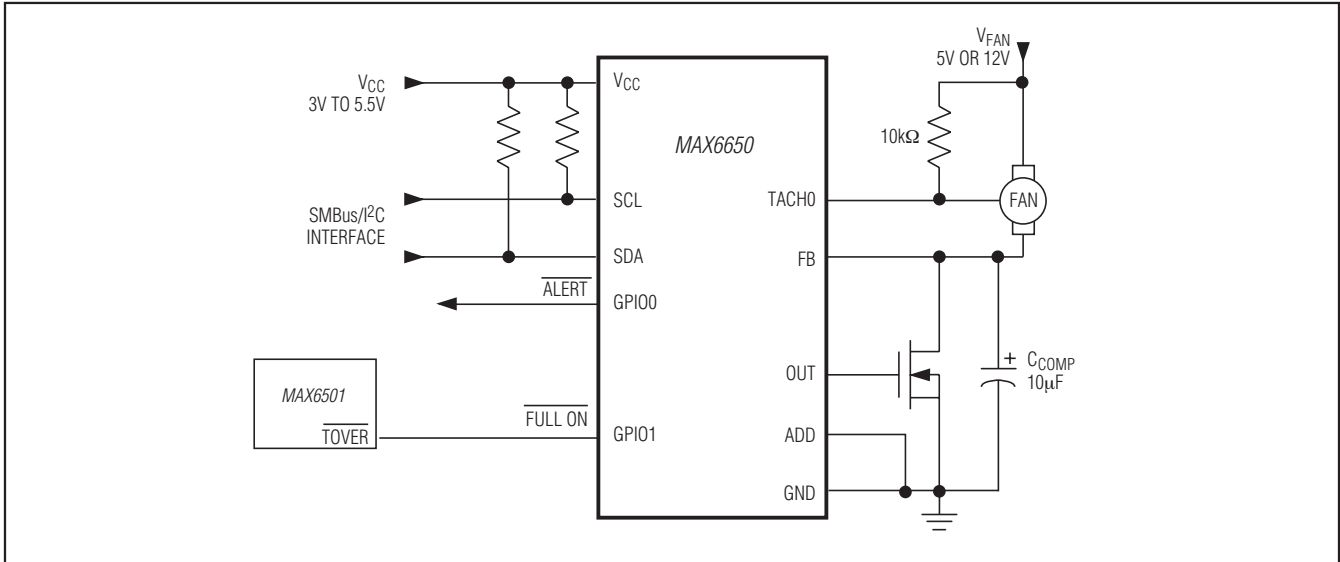 VFAN
5V OR 12V
VCC
3V TO 5.5V
VCC
10kΩ
MAX6650
SCL
TACH0
FAN
SMBus/I2C
INTERFACE
SDA
FB
ALERT
GPIO0
OUT
+
CCOMP
10µF
MAX6501
TOVER
FULL ON
GPIO1
ADD
GND